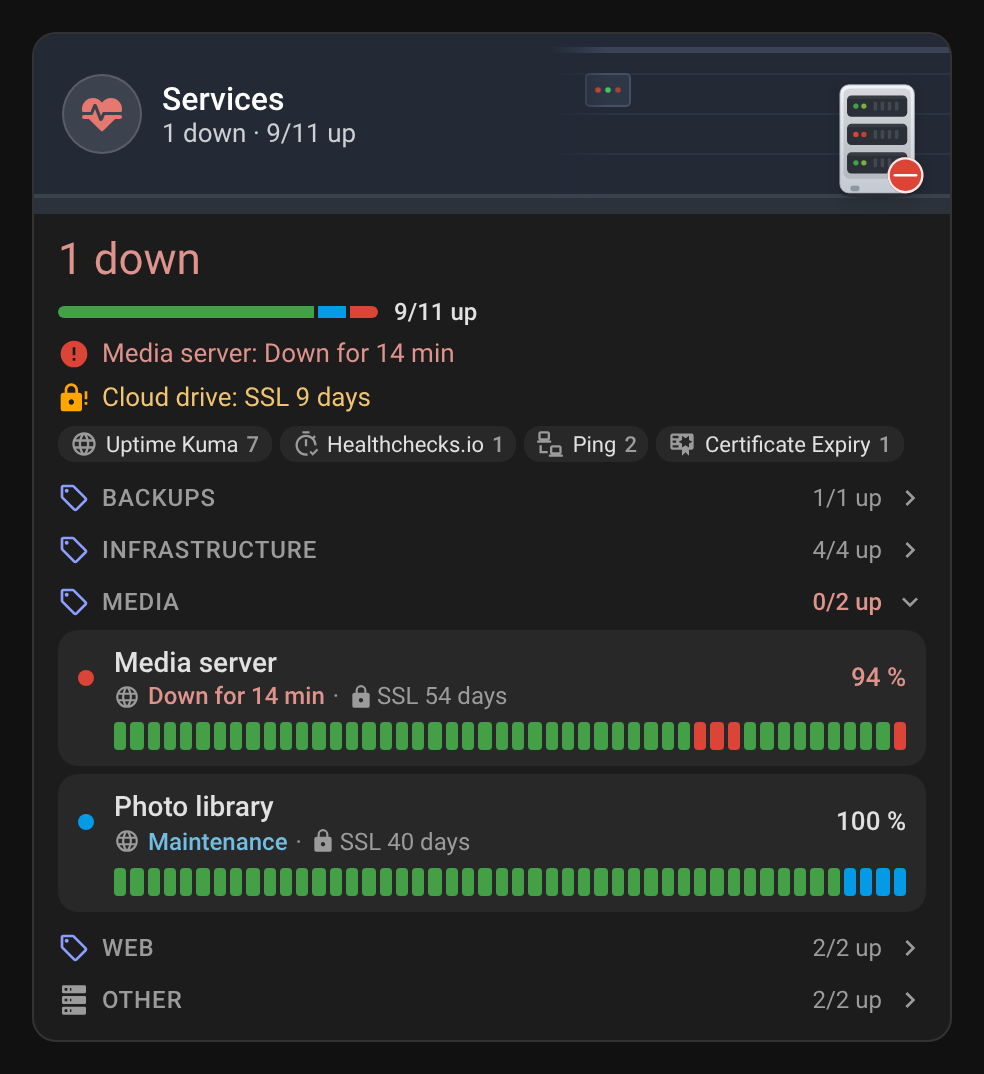 Services
1 down · 9/11 up
1 down
9/11 up
Media server: Down for 14 min
Cloud drive: SSL 9 days
Uptime Kuma 7 Healthchecks.io 1 Ping 2 Certificate Expiry 1
BACKUPS 1/1 up
INFRASTRUCTURE 4/4 up
MEDIA 0/2 up
Media server
94 %
Down for 14 min · SSL 54 days
Photo library
100 %
Maintenance · SSL 40 days
WEB 2/2 up
OTHER 2/2 up